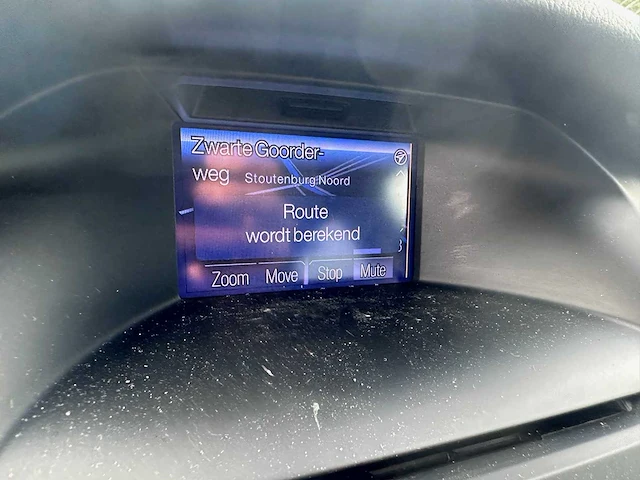 Zwarte Goorder-
weg Stoutenburg Noord
Route
wordt berekend
Zoom Move Stop Mute